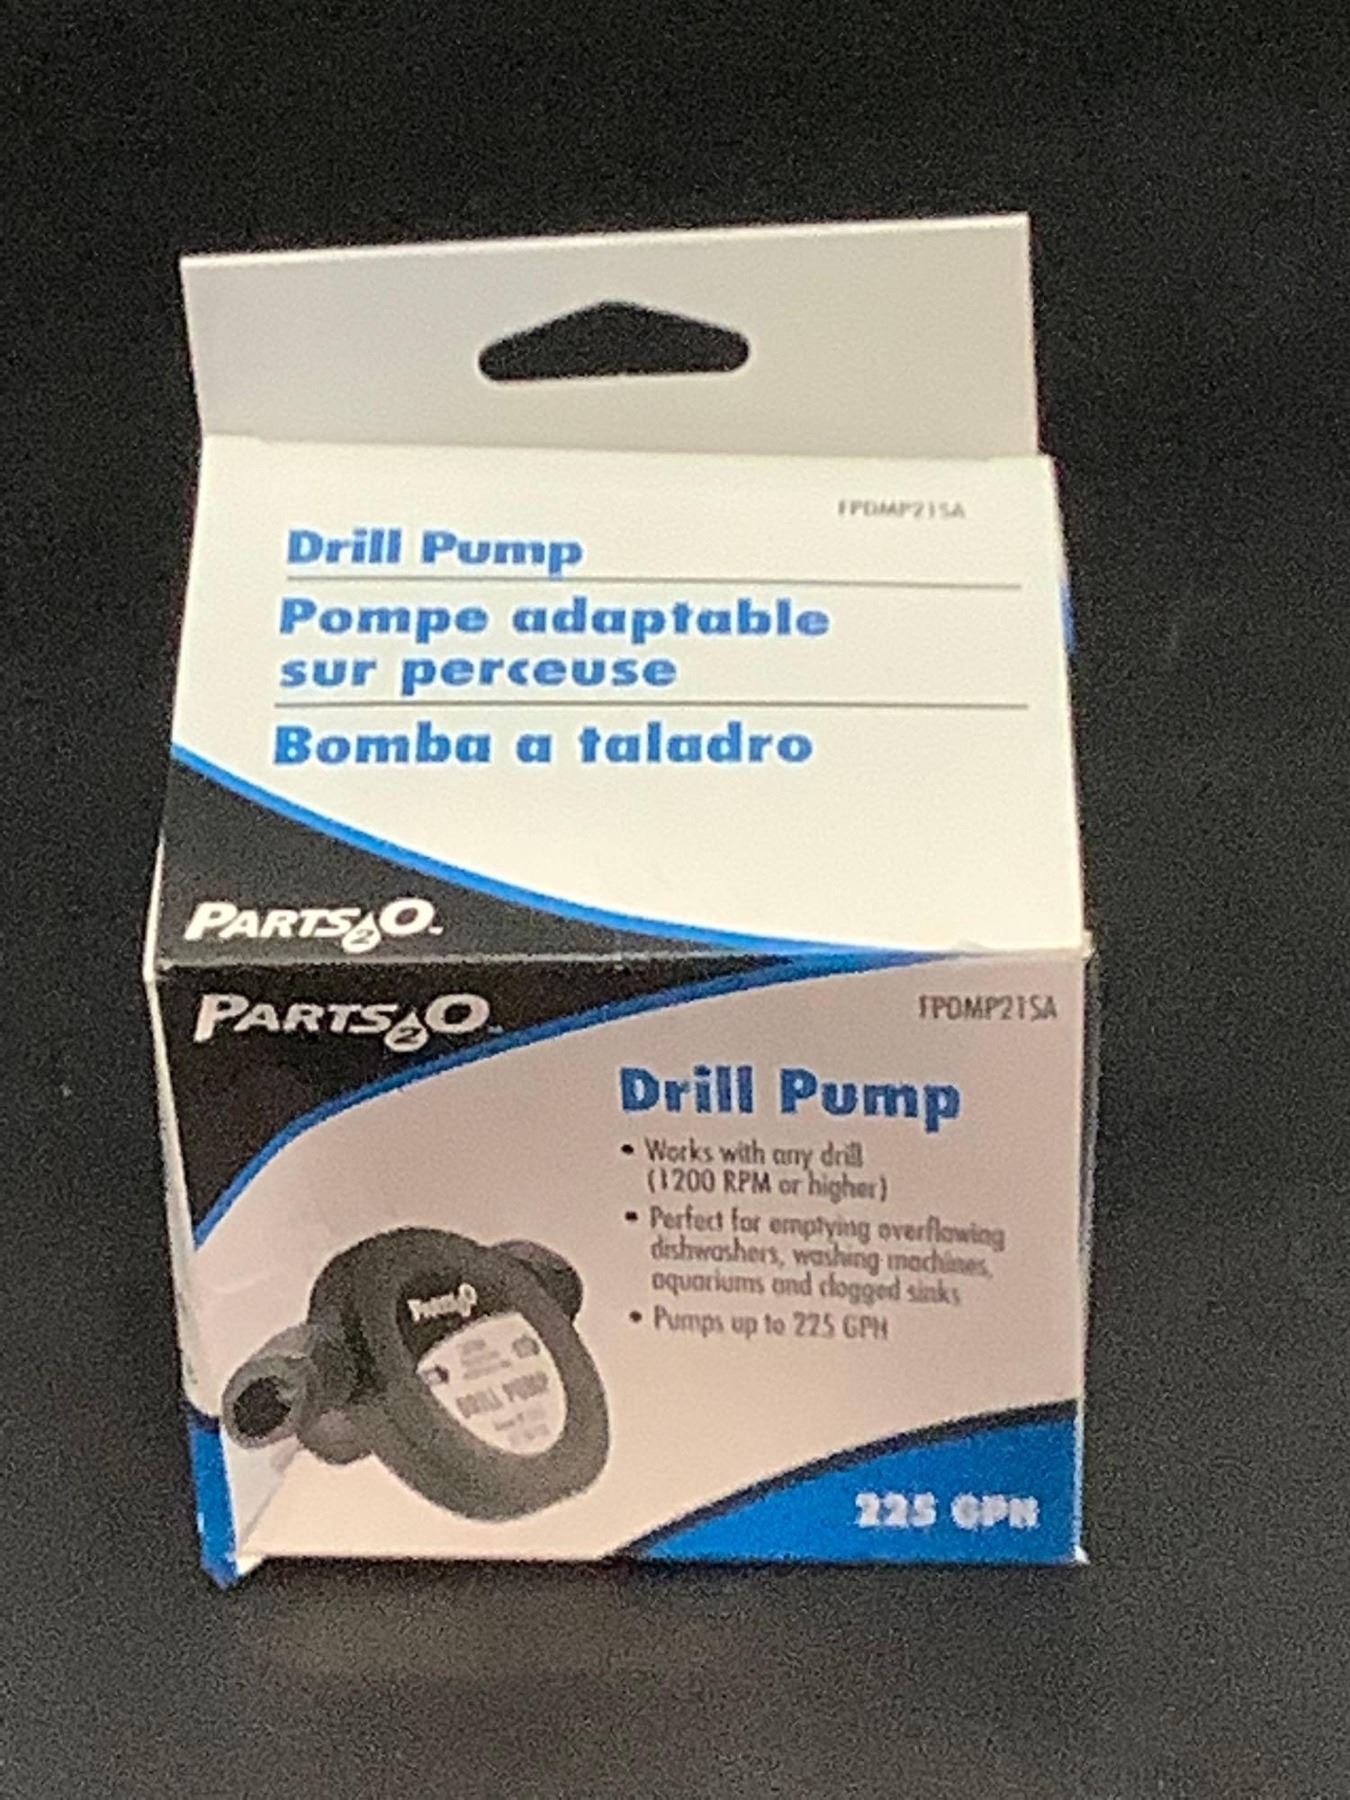 FPDMP21SA
Drill Pump
Pompe adaptable
sur perceuse
Bomba a taladro
PARTS2O
PARTS2O
FPDMP21SA
Drill Pump
• Works with any drill
(1200 RPM or higher)
• Perfect for emptying overflowing
dishwashers, washing machines,
aquariums and clogged sinks
• Pumps up to 225 GPH
Parts2O
DRILL PUMP
225 GPH